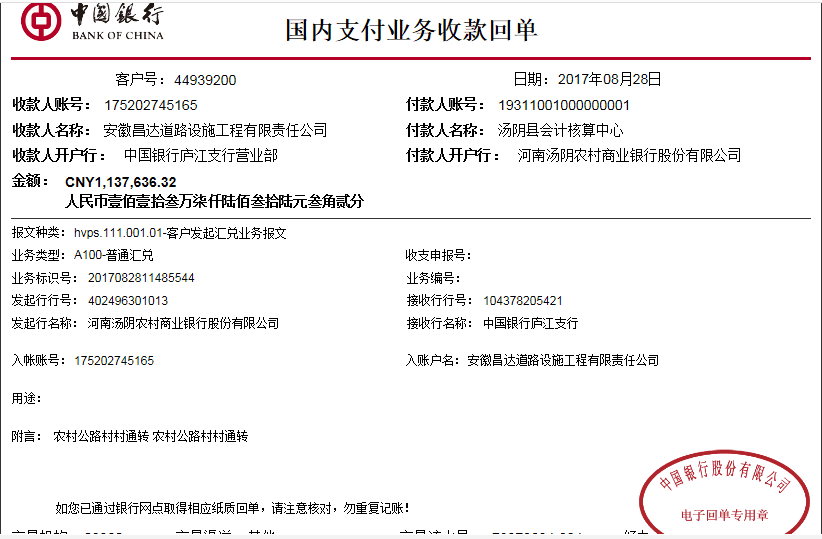 中国银行
BANK OF CHINA
国内支付业务收款回单
客户号：44939200 日期：2017年08月28日
收款人账号：175202745165 付款人账号：19311001000000001
收款人名称：安徽昌达道路设施工程有限责任公司 付款人名称：汤阴县会计核算中心
收款人开户行：中国银行庐江支行营业部 付款人开户行：河南汤阴农村商业银行股份有限公司
金额：CNY1,137,636.32
人民币壹佰壹拾叁万柒仟陆佰叁拾陆元叁角贰分
报文种类：hvps.111.001.01-客户发起汇兑业务报文
业务类型：A100-普通汇兑 收支申报号：
业务标识号：2017082811485544 业务编号：
发起行行号：402496301013 接收行行号：104378205421
发起行名称：河南汤阴农村商业银行股份有限公司 接收行名称：中国银行庐江支行
入帐账号：175202745165 入账户名：安徽昌达道路设施工程有限责任公司
用途：
附言：农村公路村村通转 农村公路村村通转
中国银行股份有限公司
如您已通过银行网点取得相应纸质回单，请注意核对，勿重复记账！
电子回单专用章